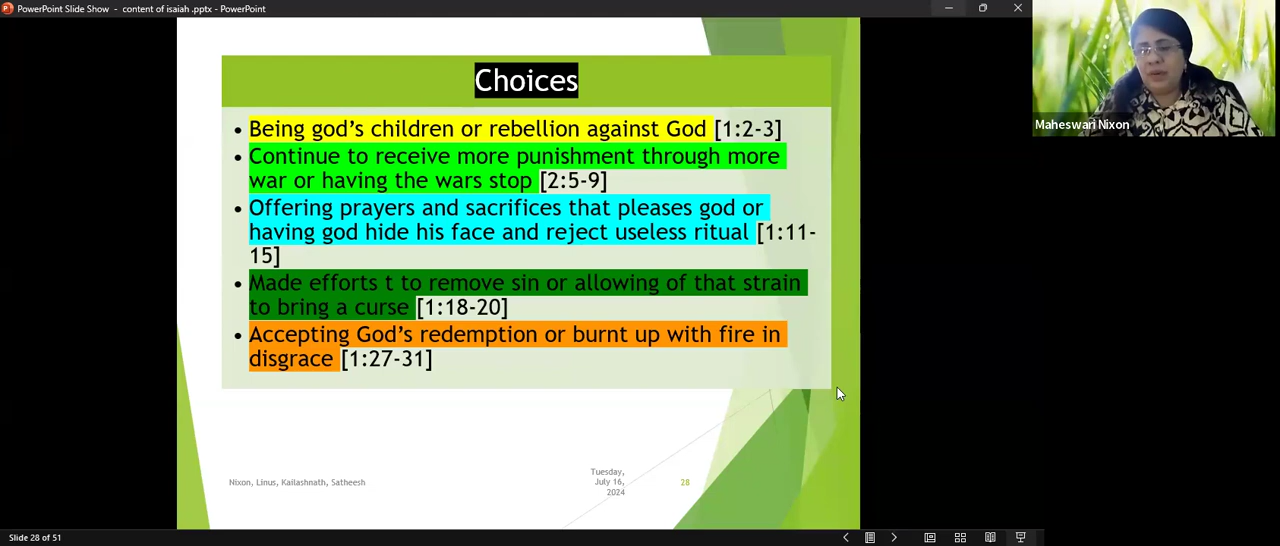 PowerPoint Slide Show - content of isaiah .pptx - PowerPoint
Maheswari Nixon
Choices
• Being god's children or rebellion against God [1:2-3]
• Continue to receive more punishment through more
war or having the wars stop [2:5-9]
• Offering prayers and sacrifices that pleases god or
having god hide his face and reject useless ritual [1:11-
15]
• Made efforts t to remove sin or allowing of that strain
to bring a curse [1:18-20]
• Accepting God's redemption or burnt up with fire in
disgrace [1:27-31]
Nixon, Linus, Kailashnath, Satheesh
Tuesday,
July 16,
2024
28
Slide 28 of 51